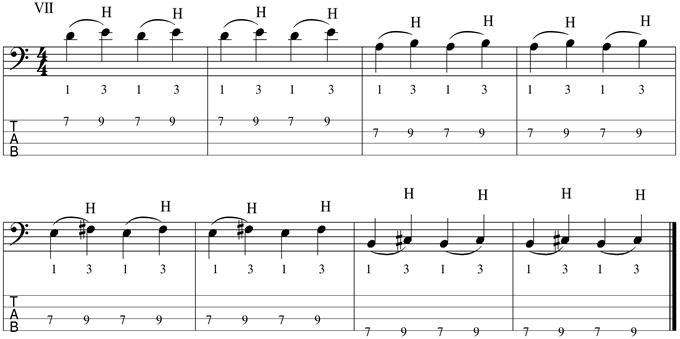 VII H H H H H H H H
4
4
1 3 1 3 1 3 1 3 1 3 1 3 1 3 1 3
T 7 9 7 9 7 9 7 9
A 7 9 7 9 7 9 7 9
B
H H H H H H H H
1 3 1 3 1 3 1 3 1 3 1 3 1 3 1 3
T
A
B 7 9 7 9 7 9 7 9
7 9 7 9 7 9 7 9